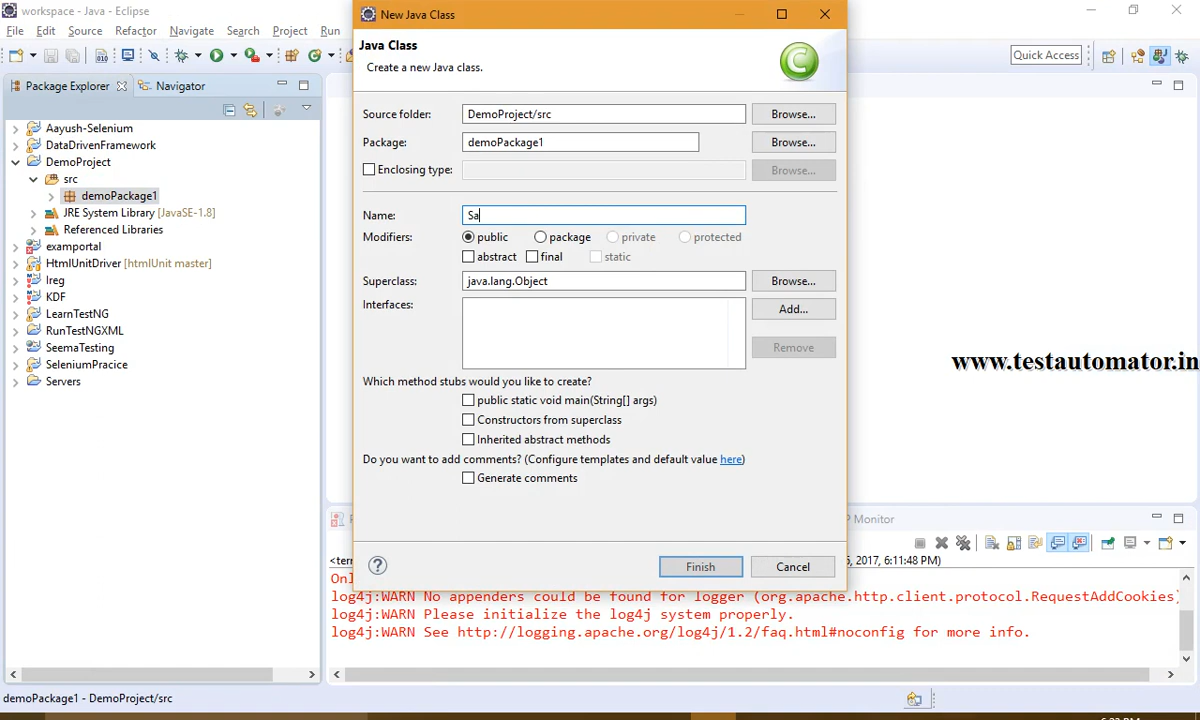 workspace - Java - Eclipse
File Edit Source Refactor Navigate Search Project Run
Quick Access
Package Explorer Navigator
Aayush-Selenium
DataDrivenFramework
DemoProject
src
demoPackage1
JRE System Library [JavaSE-1.8]
Referenced Libraries
examportal
HtmlUnitDriver [htmlUnit master]
Ireg
KDF
LearnTestNG
RunTestNGXML
SeemaTesting
SeleniumPracice
Servers
New Java Class
Java Class
Create a new Java class.
Source folder: DemoProject/src Browse...
Package: demoPackage1 Browse...
Enclosing type: Browse...
Name: Sa
Modifiers: public package private protected
abstract final static
Superclass: java.lang.Object Browse...
Interfaces: Add...
Remove
Which method stubs would you like to create?
public static void main(String[] args)
Constructors from superclass
Inherited abstract methods
Do you want to add comments? (Configure templates and default value here)
Generate comments
Finish Cancel
www.testautomator.in
P Monitor
<ter 5, 2017, 6:11:48 PM)
Onl
log4j:WARN No appenders could be found for logger (org.apache.http.client.protocol.RequestAddCookies)
log4j:WARN Please initialize the log4j system properly.
log4j:WARN See http://logging.apache.org/log4j/1.2/faq.html#noconfig for more info.
demoPackage1 - DemoProject/src